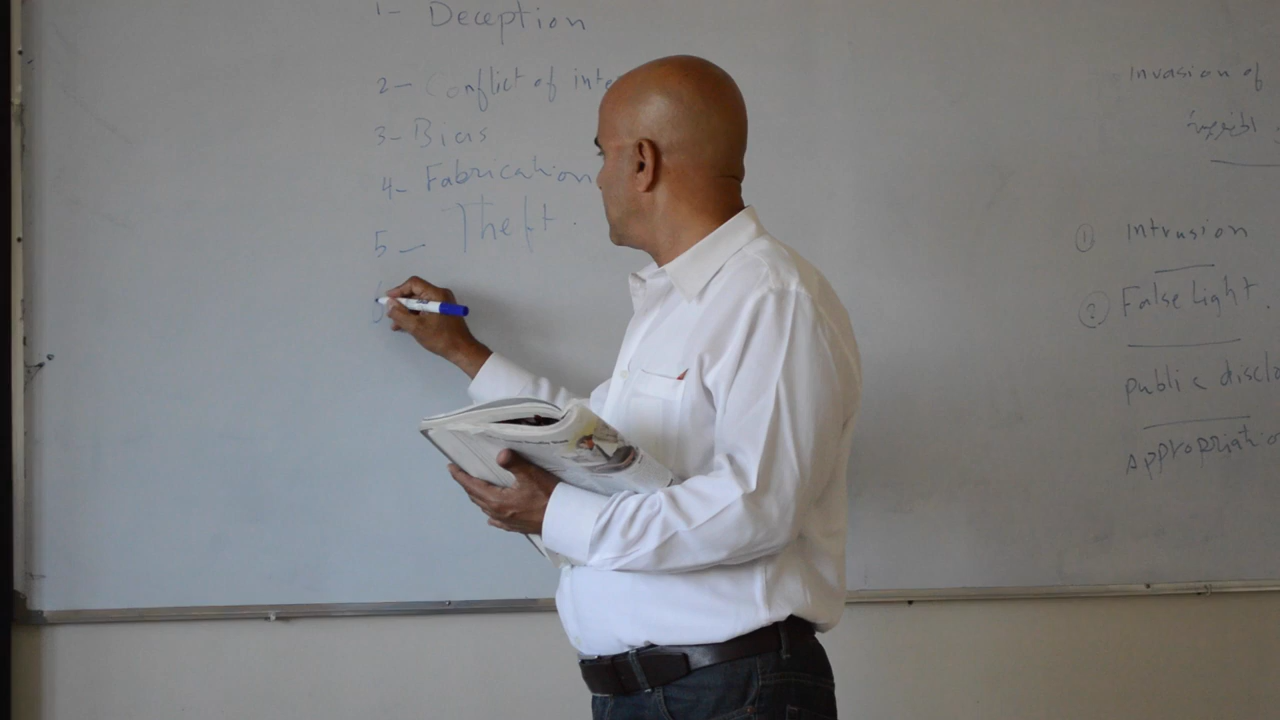 1- Deception
2- Conflict of inte
3- Bias
4- Fabrication
5- Theft.
Invasion of
① Intrusion
② False Light.
public disclo
Appropriatio